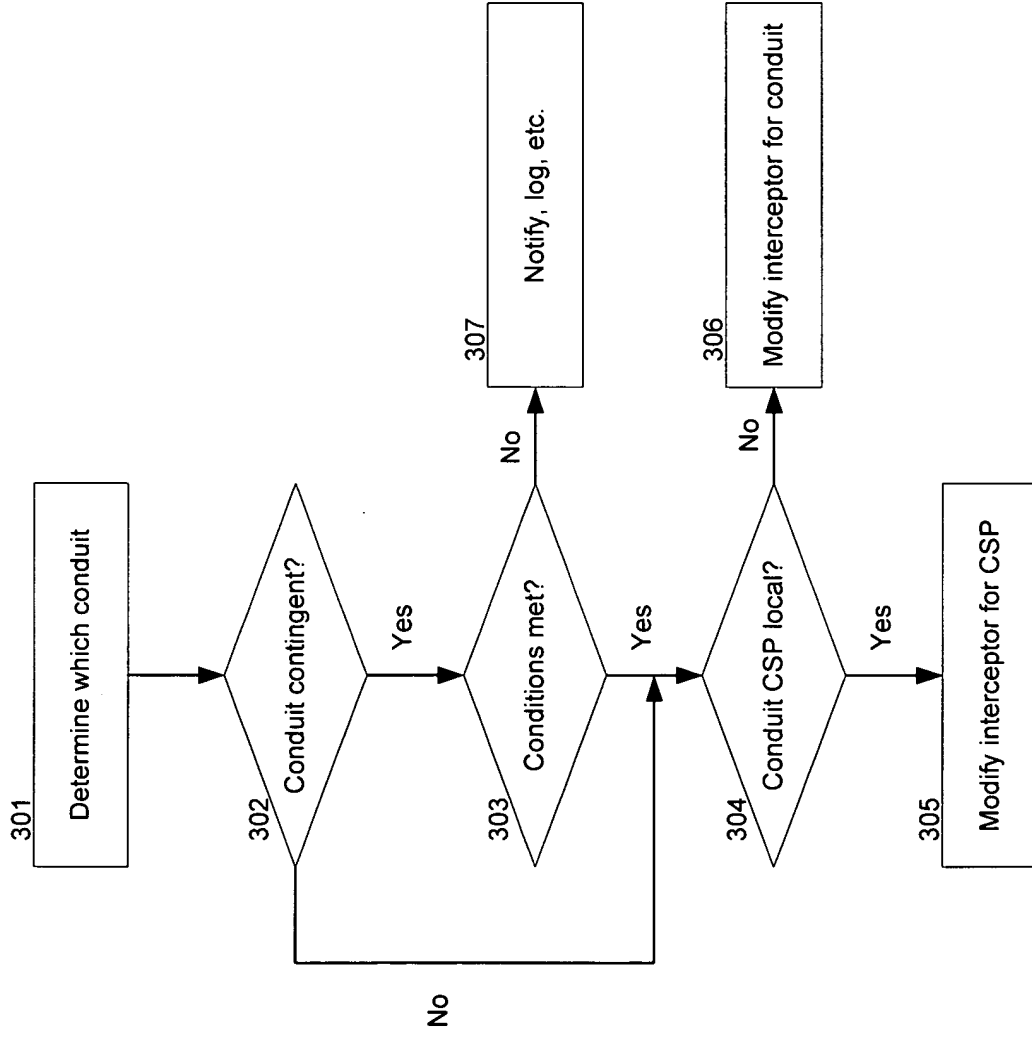 301
Determine which conduit
302
Conduit contingent?
No
Yes
303
Conditions met?
No
307
Notify, log, etc.
Yes
304
Conduit CSP local?
No
306
Modify interceptor for conduit
Yes
305
Modify interceptor for CSP